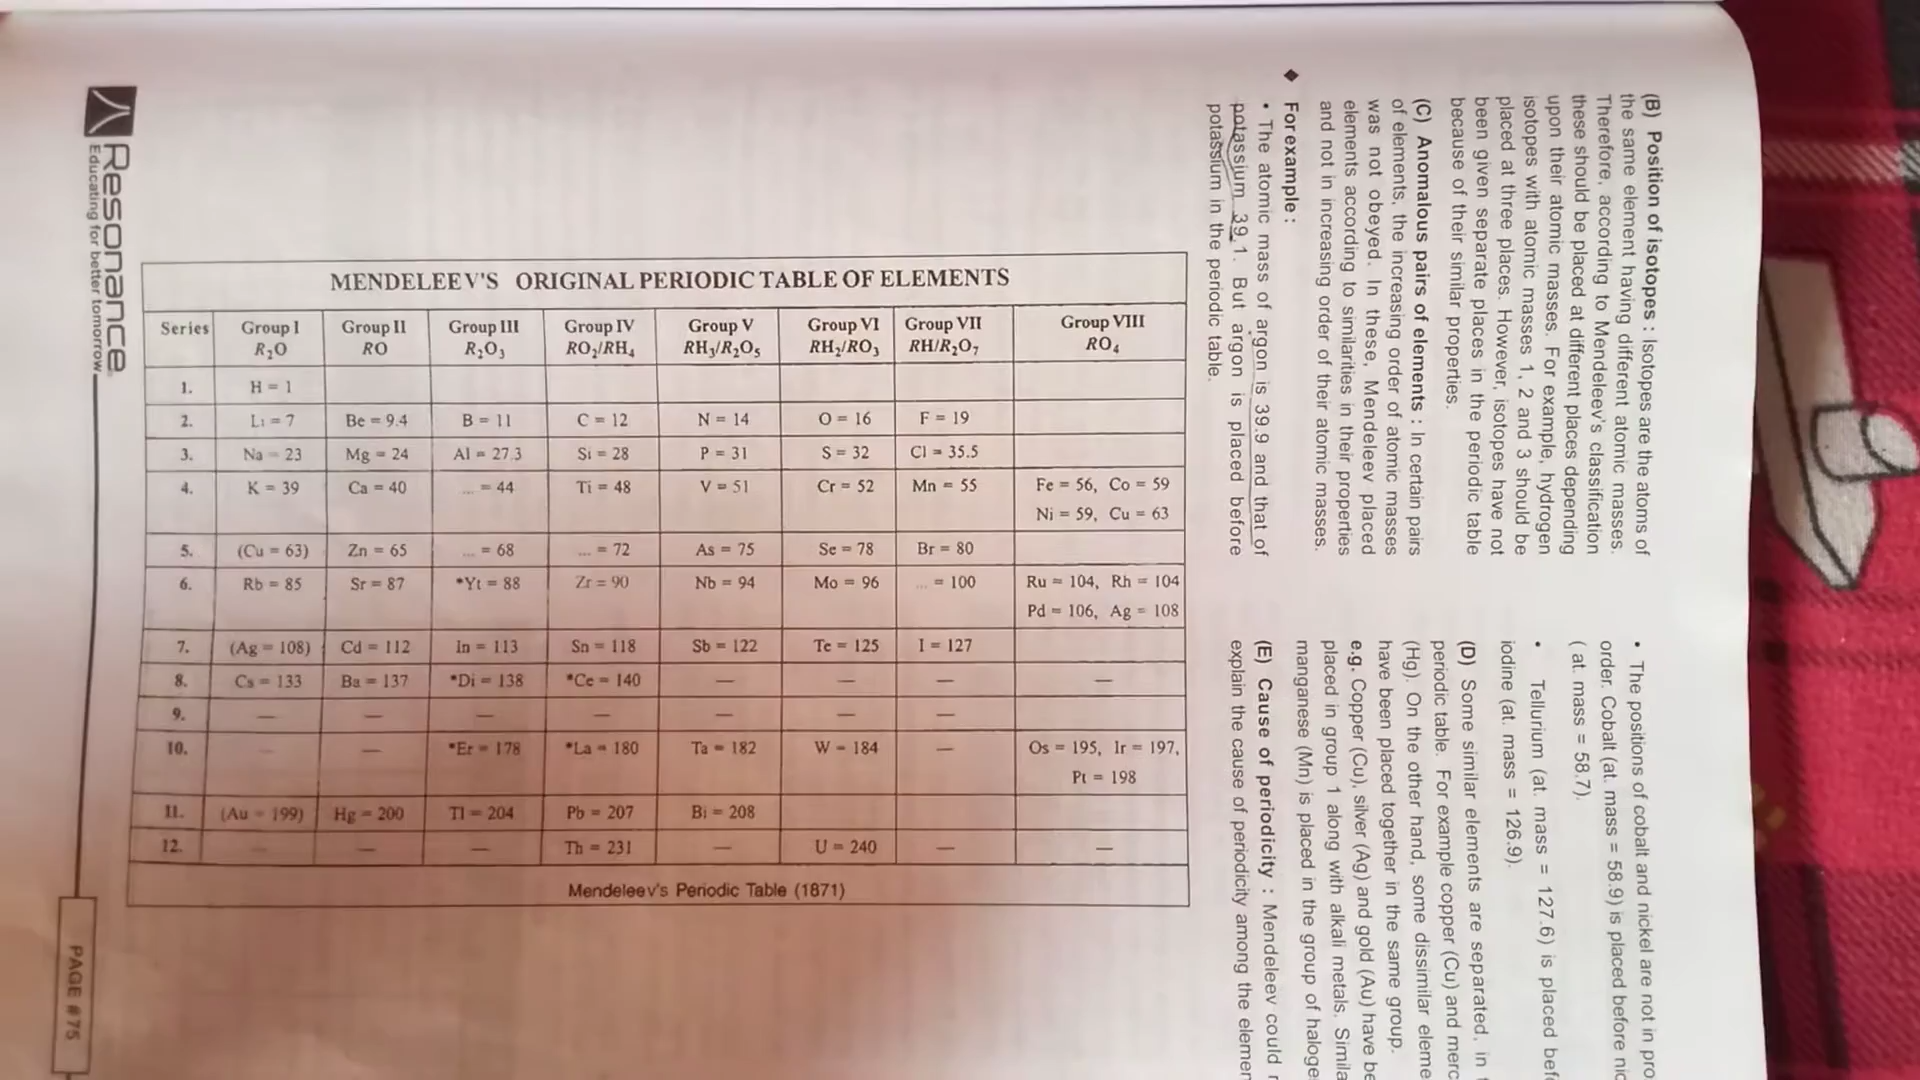 (B) Position of isotopes : Isotopes are the atoms of
the same element having different atomic masses.
Therefore, according to Mendeleev's classification
these should be placed at different places depending
upon their atomic masses. For example, hydrogen
isotopes with atomic masses 1, 2 and 3 should be
placed at three places. However, isotopes have not
been given separate places in the periodic table
because of their similar properties.
(C) Anomalous pairs of elements : In certain pairs
of elements, the increasing order of atomic masses
was not obeyed. In these, Mendeleev placed
elements according to similarities in their properties
and not in increasing order of their atomic masses.
◆ For example :
• The atomic mass of argon is 39.9 and that of
potassium 39.1. But argon is placed before
potassium in the periodic table.
• The positions of cobalt and nickel are not in
order. Cobalt (at. mass = 58.9) is placed before
( at. mass = 58.7).
• Tellurium (at. mass = 127.6) is placed
iodine (at. mass = 126.9).
(D) Some similar elements are separated, in
periodic table. For example copper (Cu) and
(Hg). On the other hand, some dissimilar
have been placed together in the same group.
e.g. Copper (Cu), silver (Ag) and gold (Au) have
placed in group 1 along with alkali metals.
manganese (Mn) is placed in the group of
(E) Cause of periodicity : Mendeleev could
explain the cause of periodicity among the
MENDELEEV'S ORIGINAL PERIODIC TABLE OF ELEMENTS
Series Group I Group II Group III Group IV Group V Group VI Group VII Group VIII
R₂O RO R₂O₃ RO₂/RH₄ RH₃/R₂O₅ RH₂/RO₃ RH/R₂O₇ RO₄
1. H = 1
2. Li = 7 Be = 9.4 B = 11 C = 12 N = 14 O = 16 F = 19
3. Na = 23 Mg = 24 Al = 27.3 Si = 28 P = 31 S = 32 Cl = 35.5
4. K = 39 Ca = 40 ... = 44 Ti = 48 V = 51 Cr = 52 Mn = 55 Fe = 56, Co = 59
Ni = 59, Cu = 63
5. (Cu = 63) Zn = 65 ... = 68 ... = 72 As = 75 Se = 78 Br = 80
6. Rb = 85 Sr = 87 *Yt = 88 Zr = 90 Nb = 94 Mo = 96 ... = 100 Ru = 104, Rh = 104
Pd = 106, Ag = 108
7. (Ag = 108) Cd = 112 In = 113 Sn = 118 Sb = 122 Te = 125 I = 127
8. Cs = 133 Ba = 137 *Di = 138 *Ce = 140 — — — —
9. — — — — — — —
10. — — *Er = 178 *La = 180 Ta = 182 W = 184 — Os = 195, Ir = 197,
Pt = 198
11. (Au = 199) Hg = 200 Tl = 204 Pb = 207 Bi = 208
12. — — — Th = 231 — U = 240 — —
Mendeleev's Periodic Table (1871)
Resonance
Educating for better tomorrow
PAGE # 75